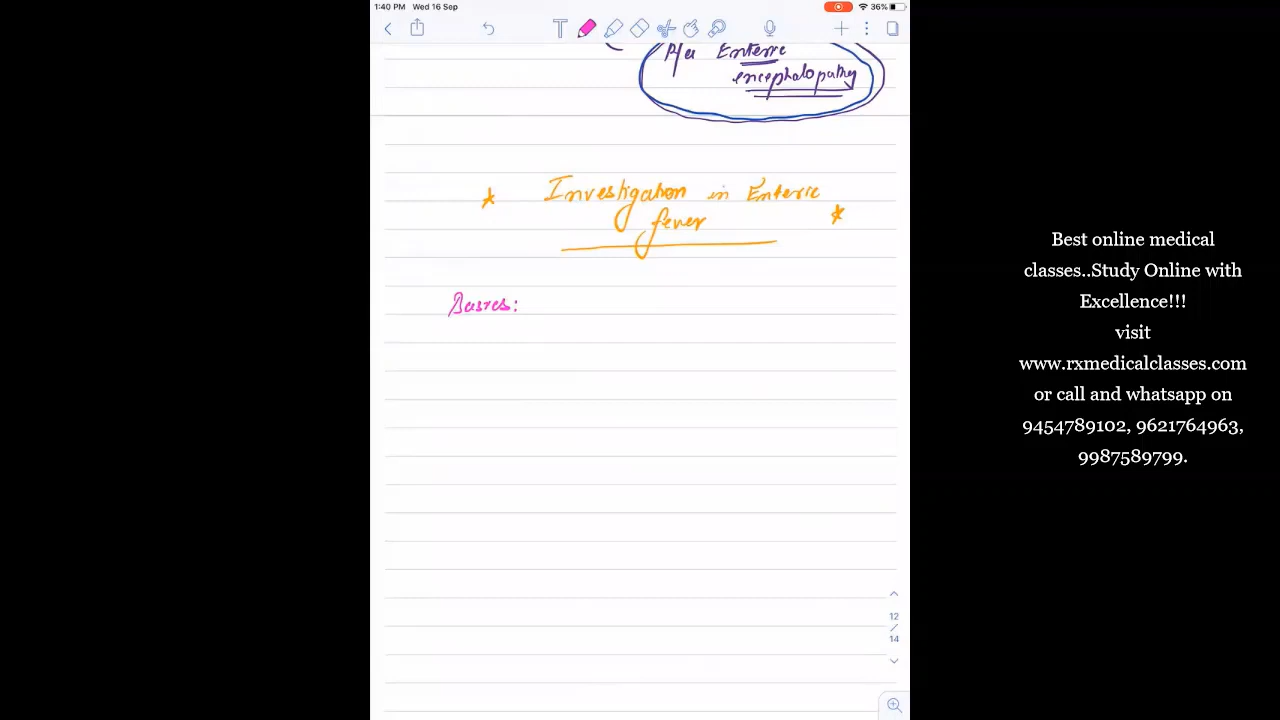 1:40 PM Wed 16 Sep
36%
T
P/a Enteric
encephalopathy
* Investigation in Enteric
fever *
Basics:
12
/
14
Best online medical
classes..Study Online with
Excellence!!!
visit
www.rxmedicalclasses.com
or call and whatsapp on
9454789102, 9621764963,
9987589799.